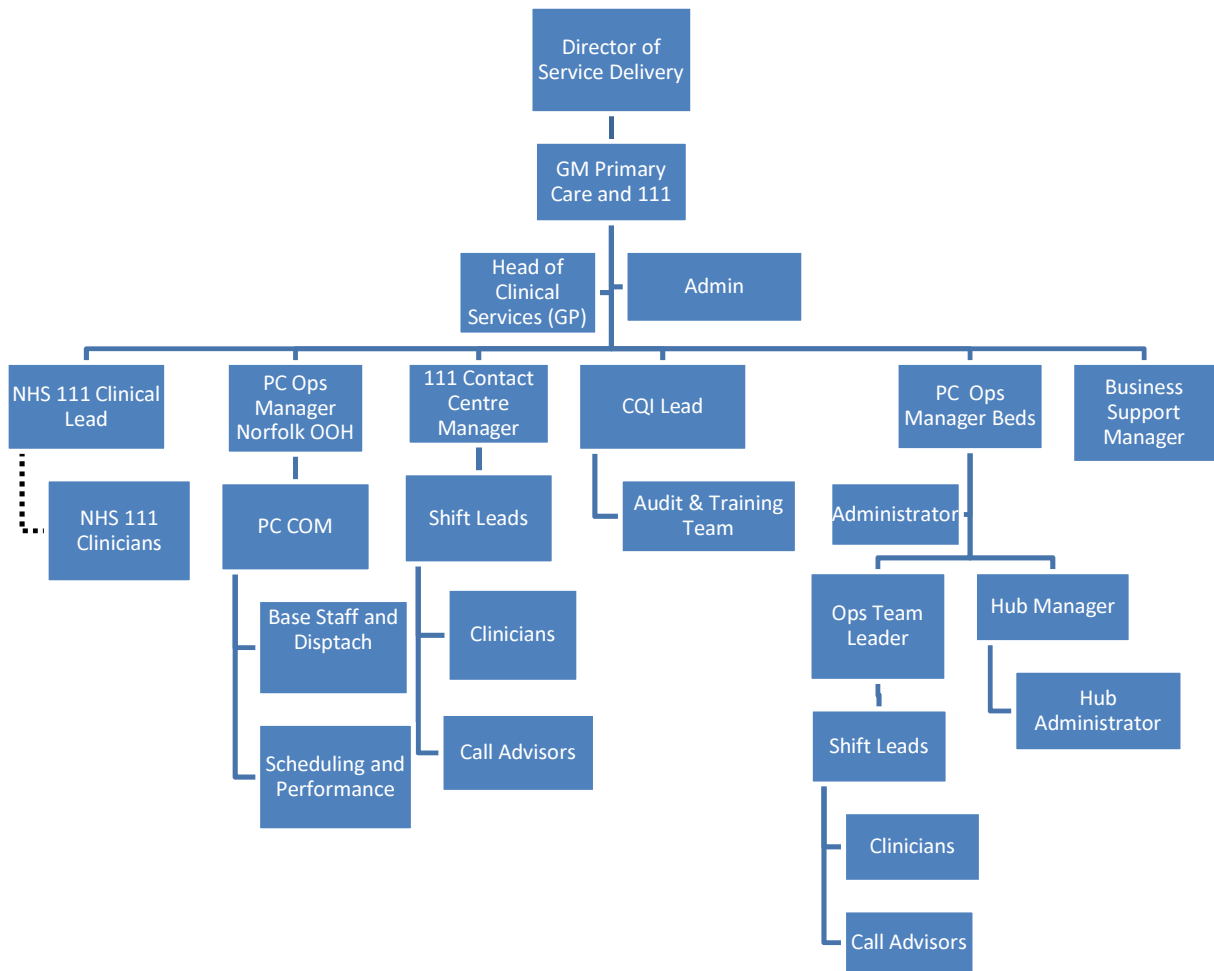 Director of
Service Delivery
GM Primary
Care and 111
Head of
Clinical
Services (GP)
Admin
NHS 111 Clinical
Lead
PC Ops
Manager
Norfolk OOH
111 Contact
Centre
Manager
CQI Lead
PC Ops
Manager Beds
Business
Support
Manager
NHS 111
Clinicians
PC COM
Shift Leads
Audit & Training
Team
Administrator
Base Staff and
Disptach
Clinicians
Ops Team
Leader
Hub Manager
Scheduling and
Performance
Call Advisors
Shift Leads
Hub
Administrator
Clinicians
Call Advisors